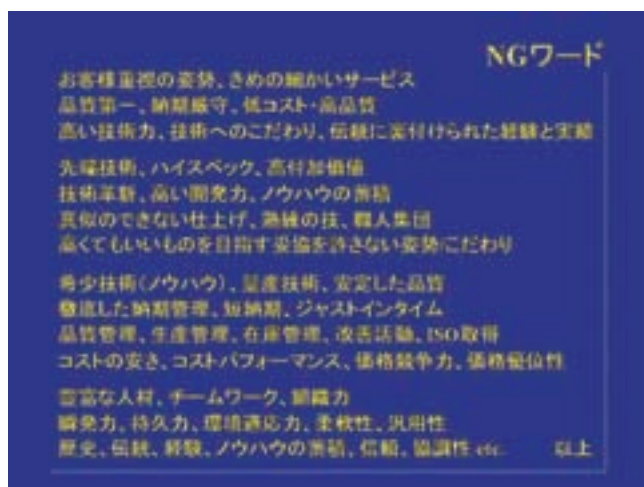 NGワード
お客様重視の姿勢、きめの細かいサービス
品質第一、納期厳守、低コスト・高品質
高い技術力、技術へのこだわり、伝統に裏付けられた経験と実績
先端技術、ハイスペック、高付加価値
技術革新、高い開発力、ノウハウの蓄積
真似のできない仕上げ、熟練の技、職人集団
高くてもいいものを目指す妥協を許さない姿勢こだわり
希少技術(ノウハウ)、量産技術、安定した品質
徹底した納期管理、短納期、ジャストインタイム
品質管理、生産管理、在庫管理、改善活動、ISO取得
コストの安さ、コストパフォーマンス、価格競争力、価格優位性
豊富な人材、チームワーク、組織力
瞬発力、持久力、環境適応力、柔軟性、汎用性
歴史、伝統、経験、ノウハウの蓄積、信頼、協調性 etc. 以上